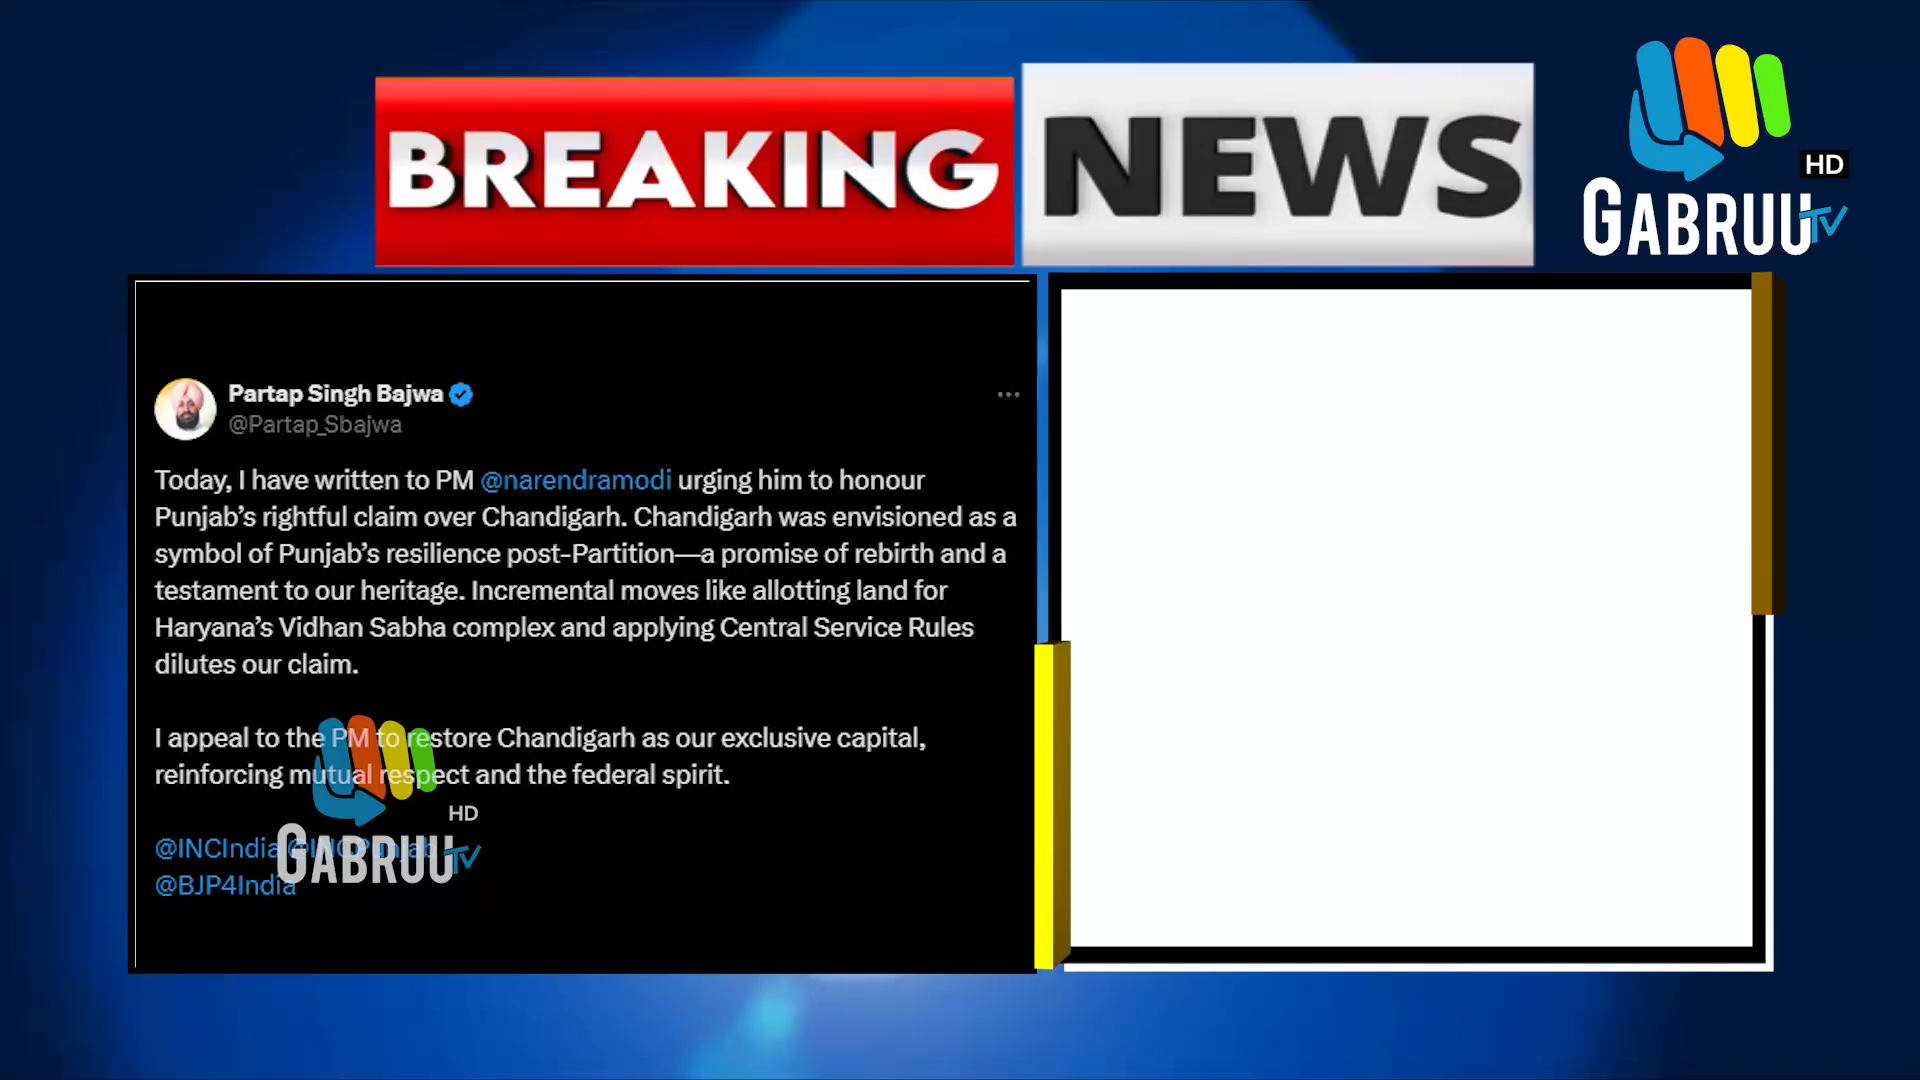 BREAKING NEWS
HD
GABRUU TV
Partap Singh Bajwa
@Partap_Sbajwa
Today, I have written to PM @narendramodi urging him to honour
Punjab’s rightful claim over Chandigarh. Chandigarh was envisioned as a
symbol of Punjab’s resilience post-Partition—a promise of rebirth and a
testament to our heritage. Incremental moves like allotting land for
Haryana’s Vidhan Sabha complex and applying Central Service Rules
dilutes our claim.
I appeal to the PM to restore Chandigarh as our exclusive capital,
reinforcing mutual respect and the federal spirit.
HD
@INCIndia @INCPunjab
GABRUU TV
@BJP4India